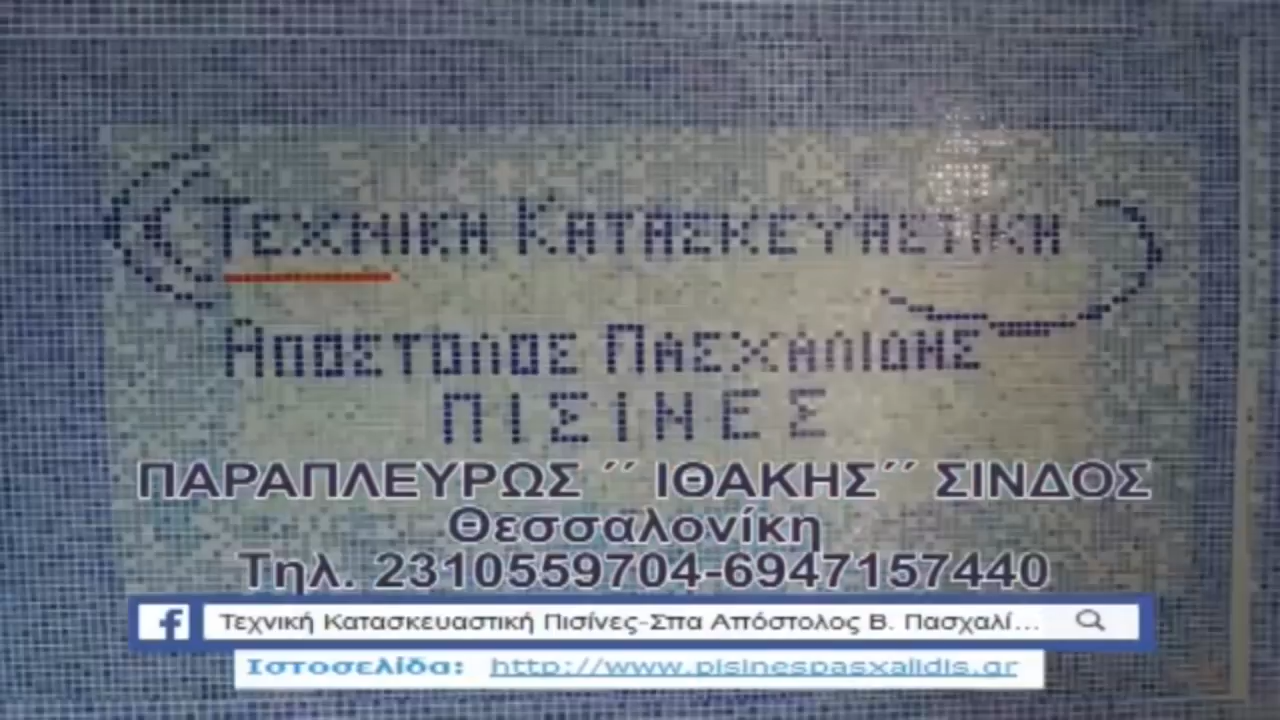 ΤΕΧΝΙΚΗ ΚΑΤΑΣΚΕΥΑΣΤΙΚΗ
ΑΠΟΣΤΟΛΟΣ ΠΑΣΧΑΛΙΔΗΣ
ΠΙΣΙΝΕΣ
ΠΑΡΑΠΛΕΥΡΩΣ ΄΄ ΙΘΑΚΗΣ΄΄ ΣΙΝΔΟΣ
Θεσσαλονίκη
Τηλ. 2310559704-6947157440
Τεχνική Κατασκευαστική Πισίνες-Σπα Απόστολος Β. Πασχαλί...
Ιστοσελίδα: http://www.pisinespasxalidis.gr